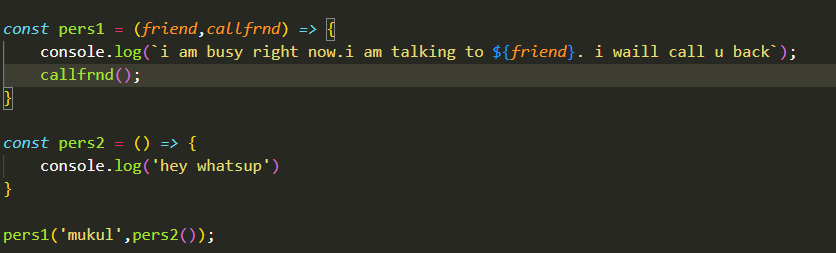 const pers1 = (friend,callfrnd) => {
    console.log(`i am busy right now.i am talking to ${friend}. i waill call u back`);
    callfrnd();
}
const pers2 = () => {
    console.log('hey whatsup')
}
pers1('mukul',pers2());